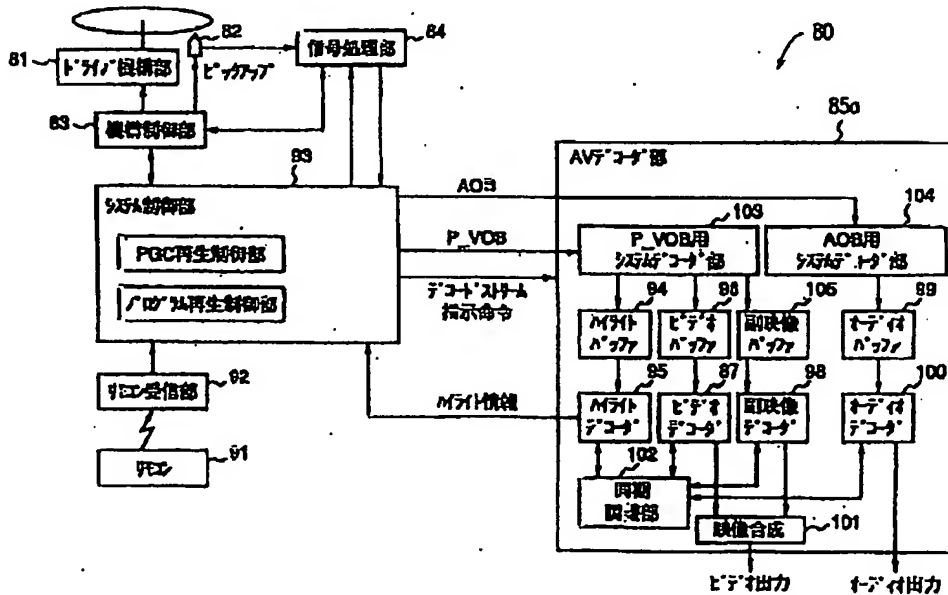 81
ドライバ機構部
82
ピックアップ
84
信号処理部
80
83
機構制御部
93
システム制御部
PGC再生制御部
プログラム再生制御部
92
リモコン受信部
リモコン
91
AOB
P_VOB
デコードストリーム
指示命令
ハイライト情報
85a
AVデコーダ部
103
P_VOB用
システムデコーダ部
104
AOB用
システムデコーダ部
94
ハイライト
バッファ
96
ビデオ
バッファ
105
副映像
バッファ
99
オーディオ
バッファ
95
ハイライト
デコーダ
87
ビデオ
デコーダ
98
副映像
デコーダ
100
オーディオ
デコーダ
102
同期
調速部
映像合成
101
ビデオ出力
オーディオ出力